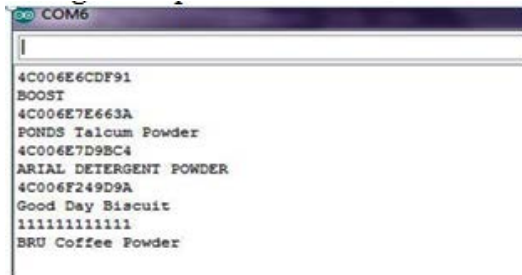 COM6
4C006E6CDF91
BOOST
4C006E7E663A
PONDS Talcum Powder
4C006E7D9BC4
ARIAL DETERGENT POWDER
4C006F249D9A
Good Day Biscuit
111111111111
BRU Coffee Powder